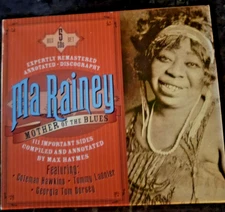 5
CDs
EXPERTLY REMASTERED
ANNOTATED - DISCOGRAPHY
Ma Rainey
MOTHER OF THE BLUES
111 IMPORTANT SIDES
COMPILED AND ANNOTATED
BY MAX HAYMES
Featuring:
Coleman Hawkins - Tommy Ladnier
Georgia Tom Dorsey